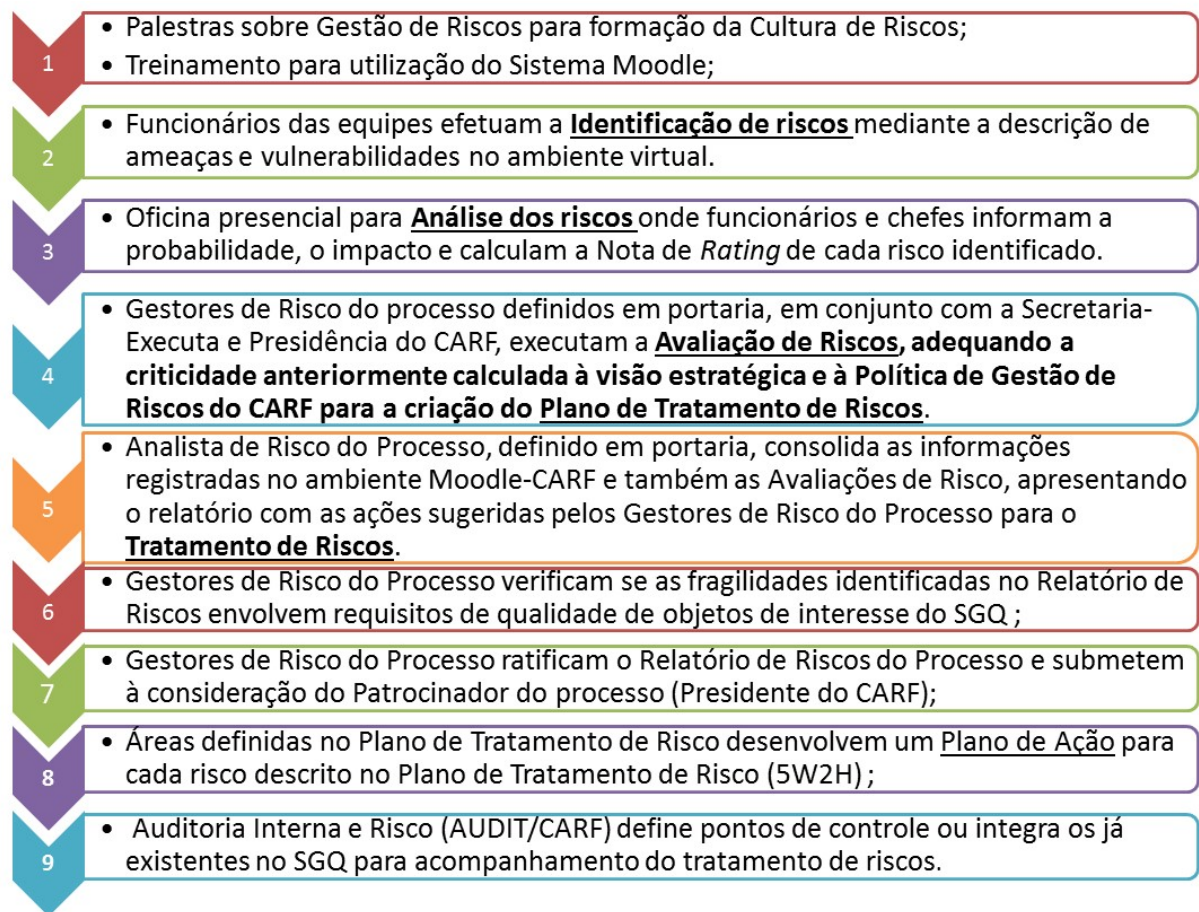 • Palestras sobre Gestão de Riscos para formação da Cultura de Riscos;
1
• Treinamento para utilização do Sistema Moodle;
• Funcionários das equipes efetuam a Identificação de riscos mediante a descrição de
2
ameaças e vulnerabilidades no ambiente virtual.
• Oficina presencial para Análise dos riscos onde funcionários e chefes informam a
3
probabilidade, o impacto e calculam a Nota de Rating de cada risco identificado.
• Gestores de Risco do processo definidos em portaria, em conjunto com a Secretaria-
Executa e Presidência do CARF, executam a Avaliação de Riscos, adequando a
4
criticidade anteriormente calculada à visão estratégica e à Política de Gestão de
Riscos do CARF para a criação do Plano de Tratamento de Riscos.
• Analista de Risco do Processo, definido em portaria, consolida as informações
registradas no ambiente Moodle-CARF e também as Avaliações de Risco, apresentando
5
o relatório com as ações sugeridas pelos Gestores de Risco do Processo para o
Tratamento de Riscos.
• Gestores de Risco do Processo verificam se as fragilidades identificadas no Relatório de
6
Riscos envolvem requisitos de qualidade de objetos de interesse do SGQ ;
• Gestores de Risco do Processo ratificam o Relatório de Riscos do Processo e submetem
7
à consideração do Patrocinador do processo (Presidente do CARF);
• Áreas definidas no Plano de Tratamento de Risco desenvolvem um Plano de Ação para
8
cada risco descrito no Plano de Tratamento de Risco (5W2H) ;
• Auditoria Interna e Risco (AUDIT/CARF) define pontos de controle ou integra os já
9
existentes no SGQ para acompanhamento do tratamento de riscos.